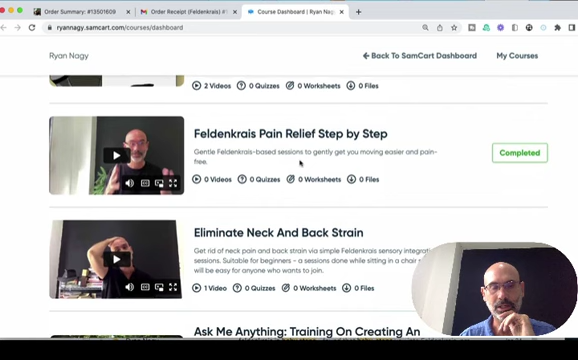 Order Summary: #13501609
Order Receipt (Feldenkrais) #1
Course Dashboard | Ryan Nagy
ryannagy.samcart.com/courses/dashboard
Ryan Nagy
Back To SamCart Dashboard
My Courses
2 Videos 0 Quizzes 0 Worksheets 0 Files
Feldenkrais Pain Relief Step by Step
Gentle Feldenkrais-based sessions to gently get you moving easier and pain-
free.
Completed
0 Videos 0 Quizzes 0 Worksheets 0 Files
Eliminate Neck And Back Strain
Get rid of neck pain and back strain via simple Feldenkrais sensory
sessions. Suitable for beginners - a sessions done while sitting in a chair
will be easy for anyone who wants to join.
1 Video 0 Quizzes 0 Worksheets 0 Files
Ask Me Anything: Training On Creating An